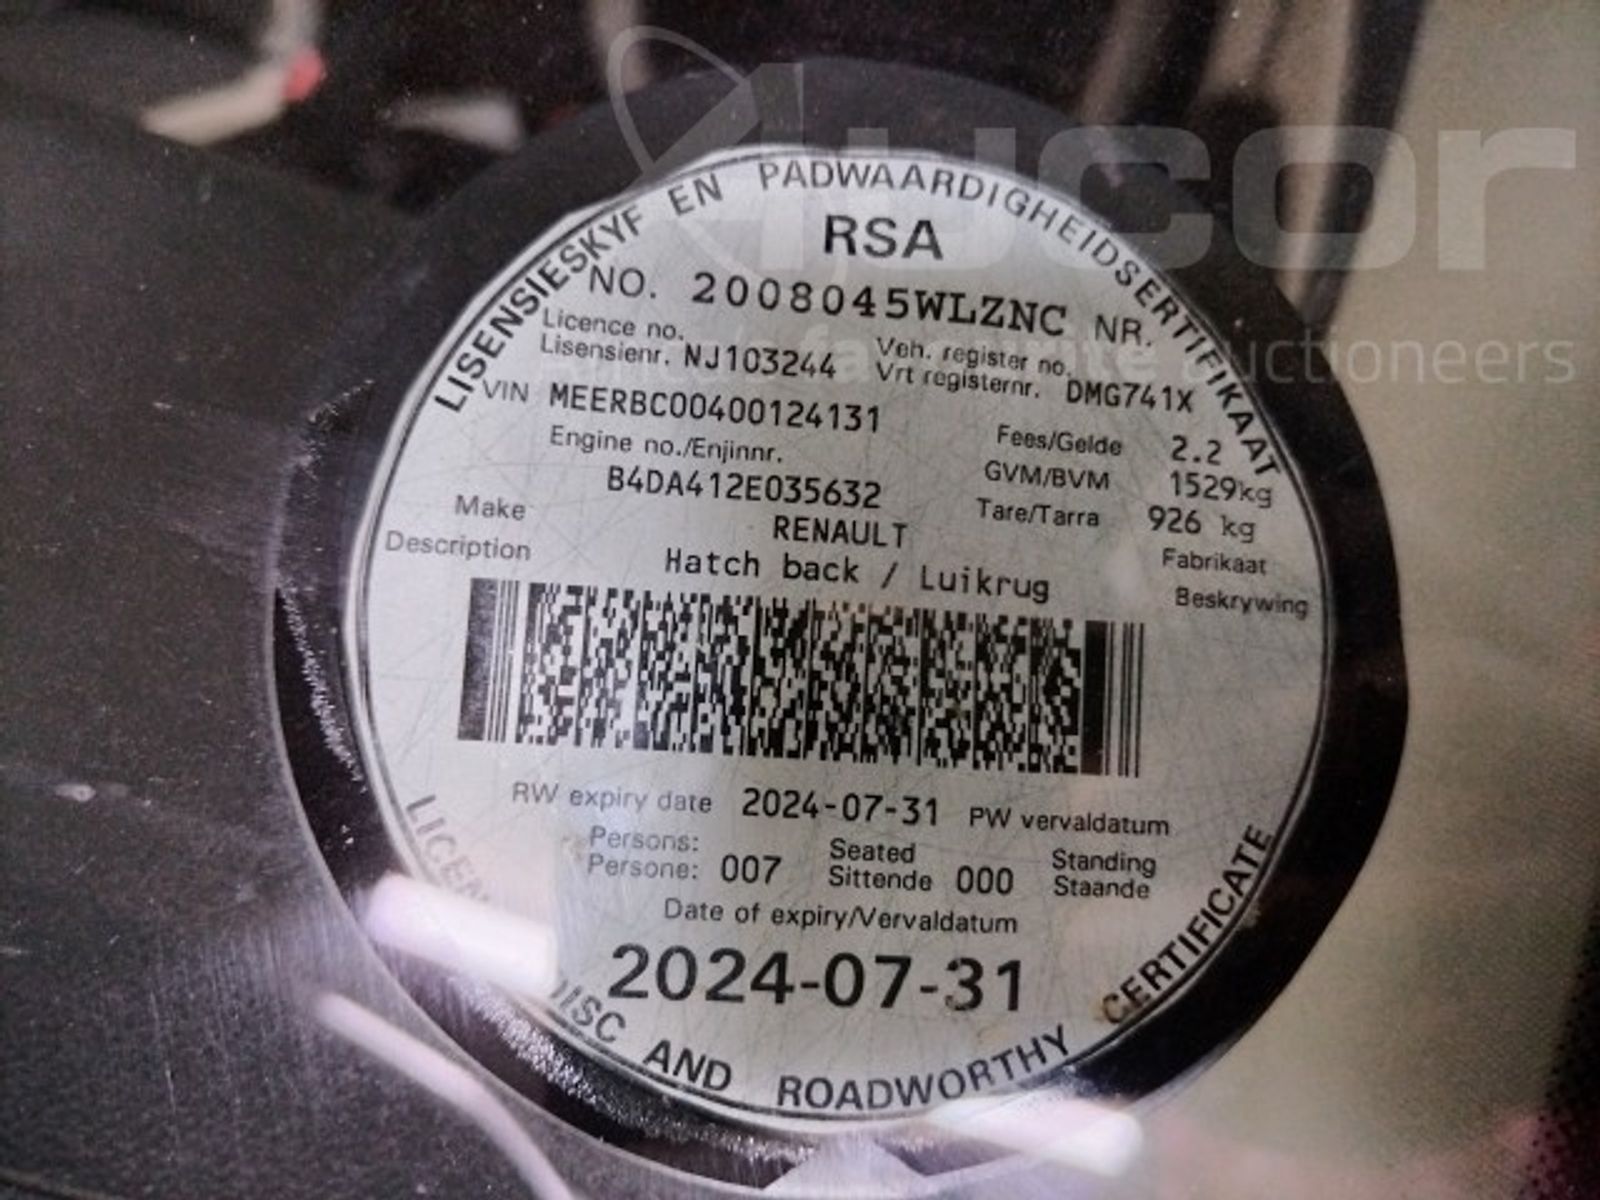 Aucor
auctioneers
LISENSIESKYF EN PADWAARDIGHEIDSERTIFIKAAT
RSA
NO. 2008045WLZNC NR.
Licence no.
Lisensienr. NJ103244
Veh. register no.
Vrt registernr. DMG741X
VIN MEERBC00400124131
Fees/Gelde 2.2
Engine no./Enjinnr.
B4DA412E035632
GVM/BVM 1529kg
Tare/Tarra 926 kg
Make RENAULT Fabrikaat
Description Hatch back / Luikrug Beskrywing
RW expiry date 2024-07-31 PW vervaldatum
Persons:
Persone: 007
Seated
Sittende 000
Standing
Staande
Date of expiry/Vervaldatum
2024-07-31
DISC AND ROADWORTHY CERTIFICATE